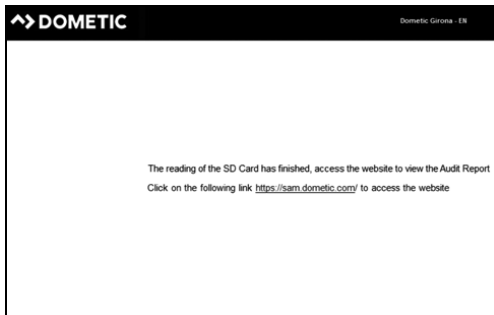 DOMETIC
Dometic Girona - EN
The reading of the SD Card has finished, access the website to view the Audit Report
Click on the following link https://sam.dometic.com/ to access the website